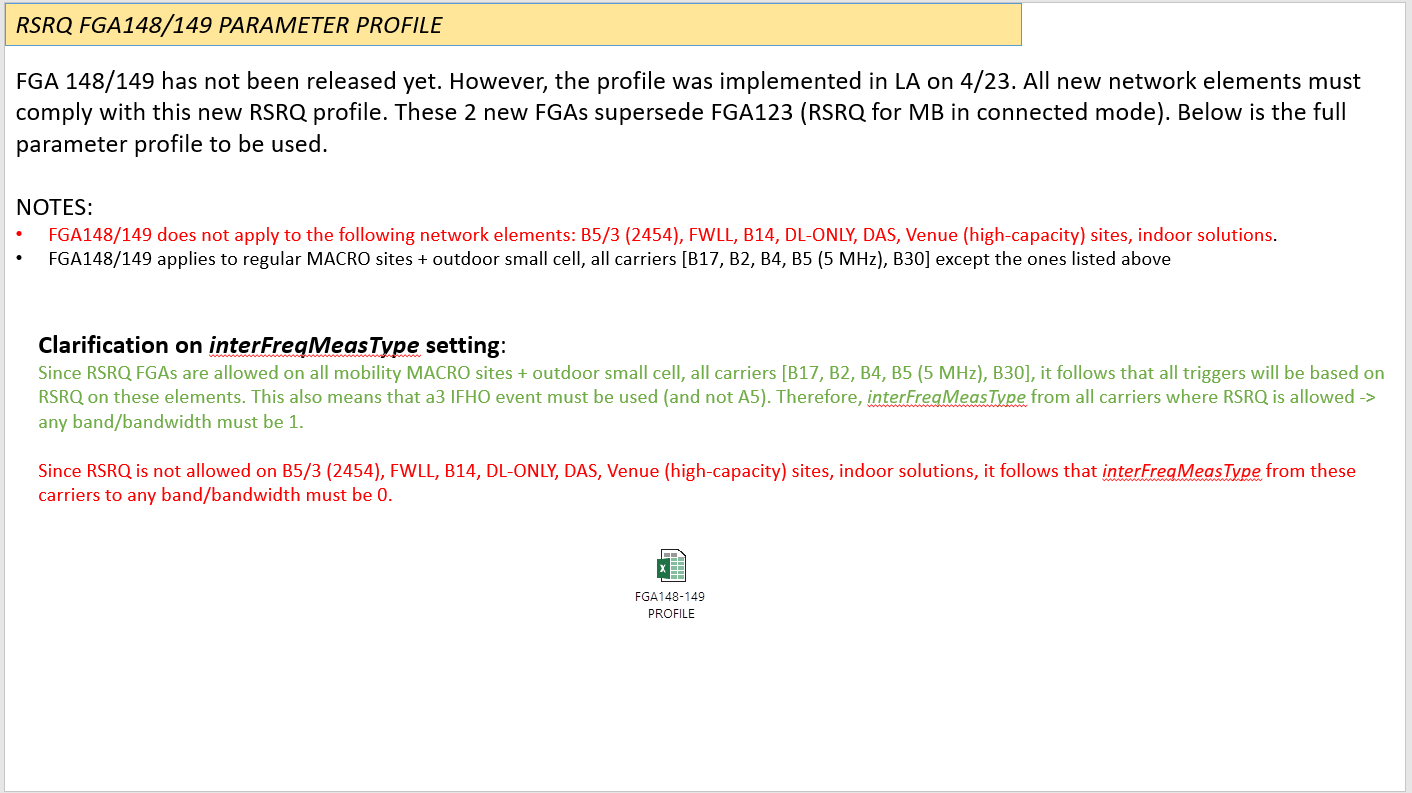 RSRQ FGA148/149 PARAMETER PROFILE
FGA 148/149 has not been released yet. However, the profile was implemented in LA on 4/23. All new network elements must
comply with this new RSRQ profile. These 2 new FGAs supersede FGA123 (RSRQ for MB in connected mode). Below is the full
parameter profile to be used.
NOTES:
• FGA148/149 does not apply to the following network elements: B5/3 (2454), FWLL, B14, DL-ONLY, DAS, Venue (high-capacity) sites, indoor solutions.
• FGA148/149 applies to regular MACRO sites + outdoor small cell, all carriers [B17, B2, B4, B5 (5 MHz), B30] except the ones listed above
Clarification on interFreqMeasType setting:
Since RSRQ FGAs are allowed on all mobility MACRO sites + outdoor small cell, all carriers [B17, B2, B4, B5 (5 MHz), B30], it follows that all triggers will be based on
RSRQ on these elements. This also means that a3 IFHO event must be used (and not A5). Therefore, interFreqMeasType from all carriers where RSRQ is allowed ->
any band/bandwidth must be 1.
Since RSRQ is not allowed on B5/3 (2454), FWLL, B14, DL-ONLY, DAS, Venue (high-capacity) sites, indoor solutions, it follows that interFreqMeasType from these
carriers to any band/bandwidth must be 0.
FGA148-149
PROFILE